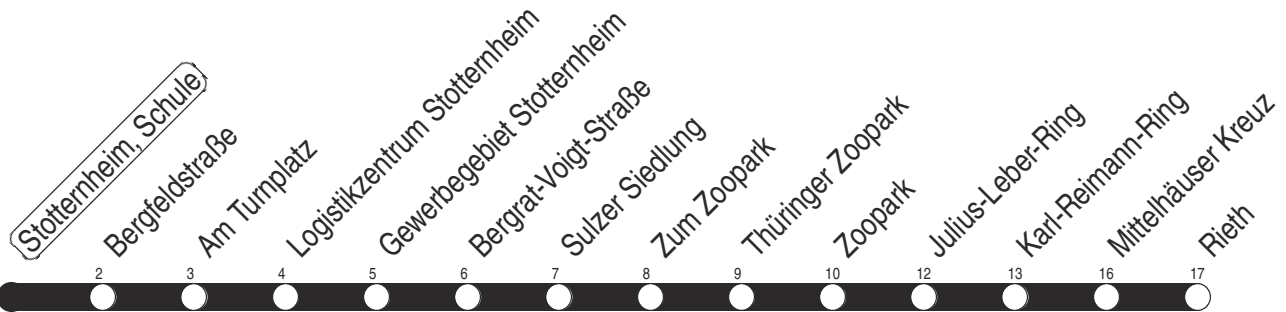 Stotternheim, Schule
Bergfeldstraße
Am Turnplatz
Logistikzentrum Stotternheim
Gewerbegebiet Stotternheim
Bergrat-Voigt-Straße
Sulzer Siedlung
Zum Zoopark
Thüringer Zoopark
Zoopark
Julius-Leber-Ring
Karl-Reimann-Ring
Mittelhäuser Kreuz
Rieth
2 3 4 5 6 7 8 9 10 12 13 16 17